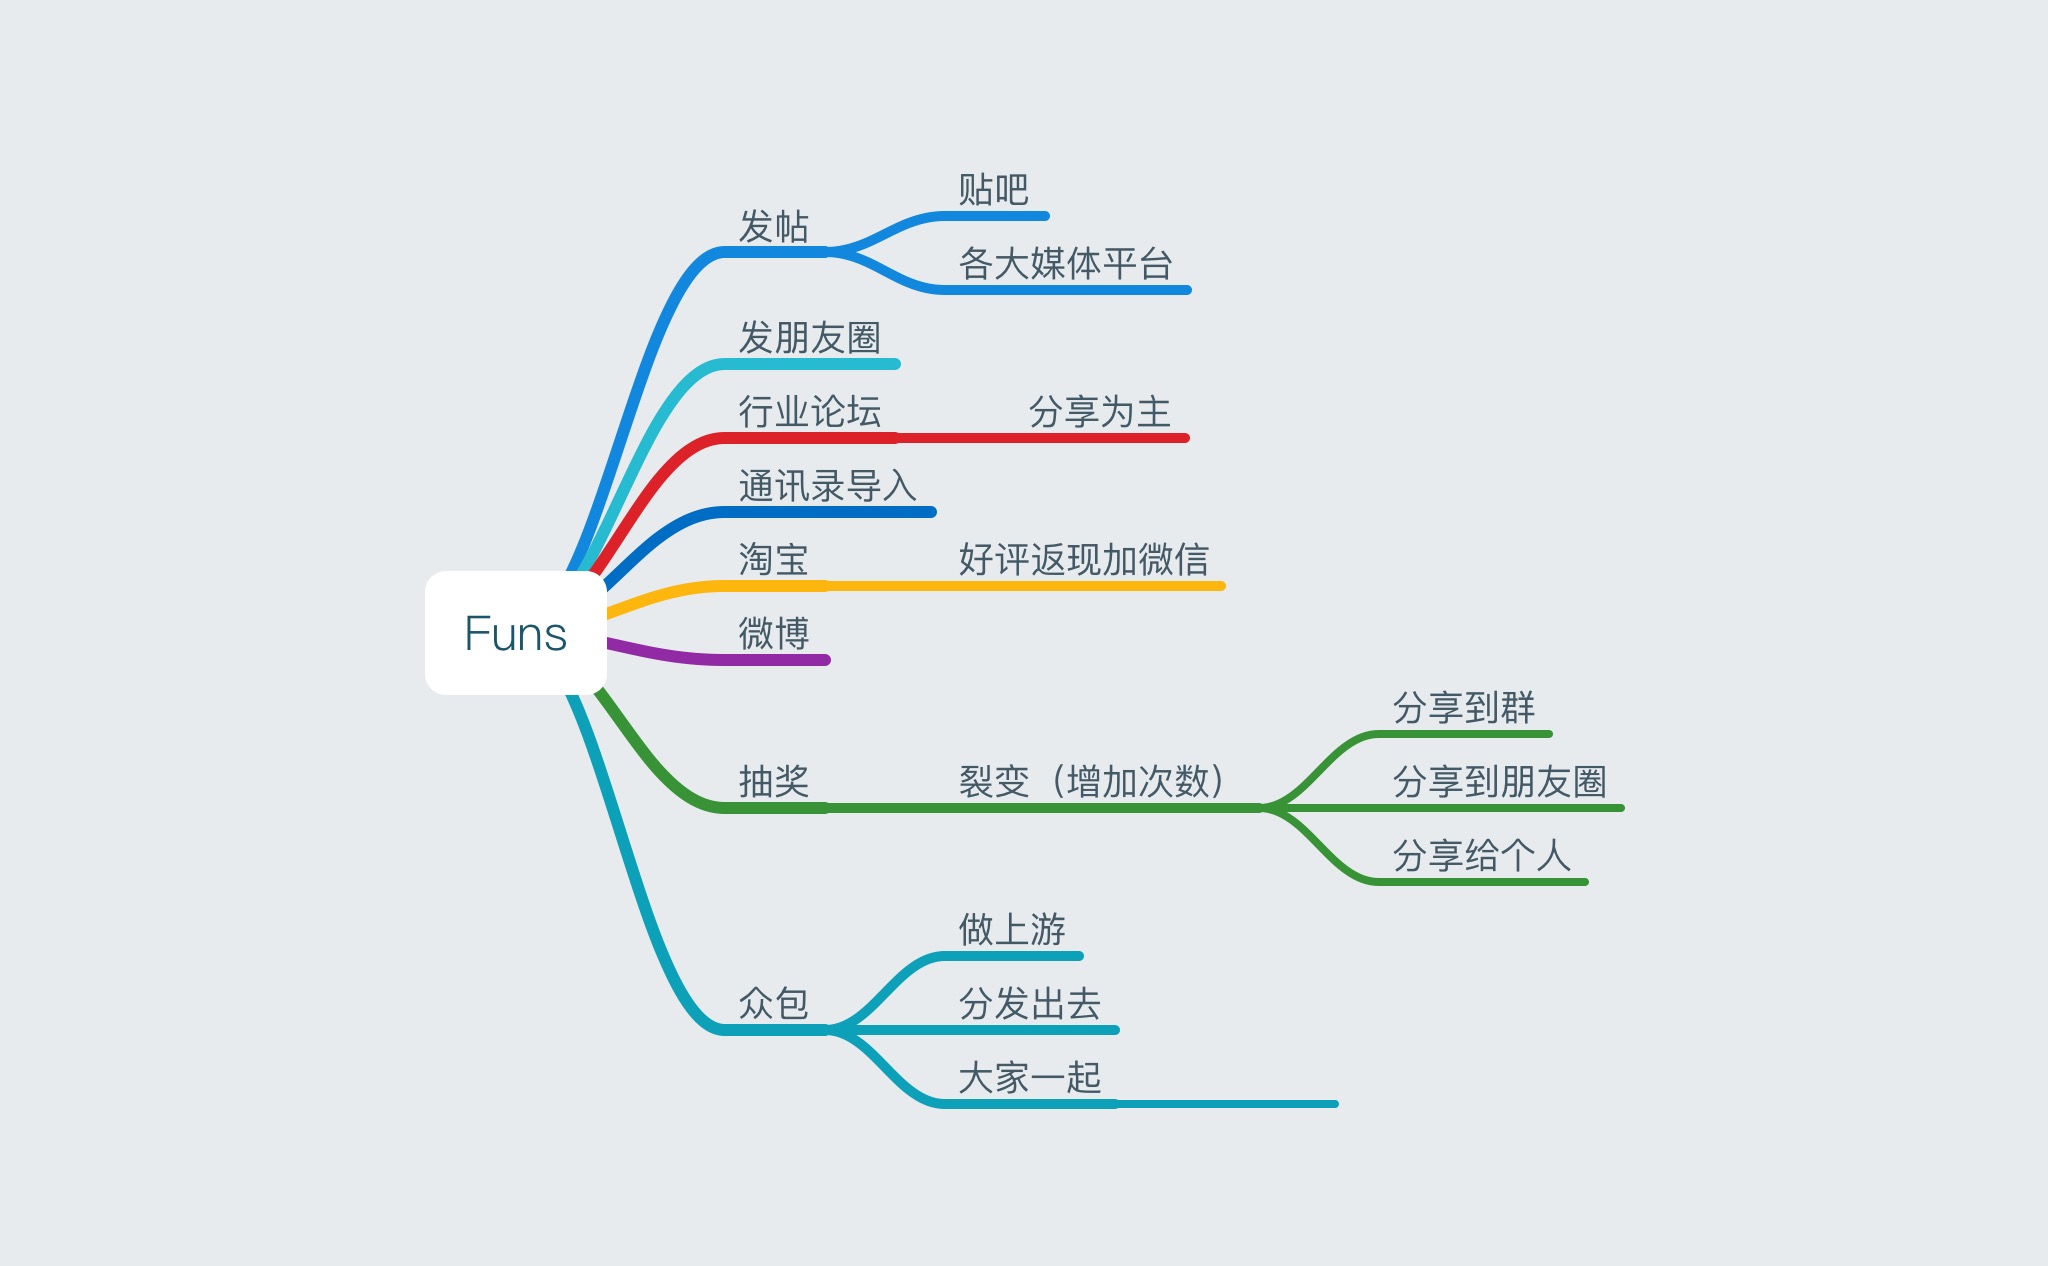 Funs
发帖
贴吧
各大媒体平台
发朋友圈
行业论坛
分享为主
通讯录导入
淘宝
好评返现加微信
微博
抽奖
裂变（增加次数）
分享到群
分享到朋友圈
分享给个人
众包
做上游
分发出去
大家一起